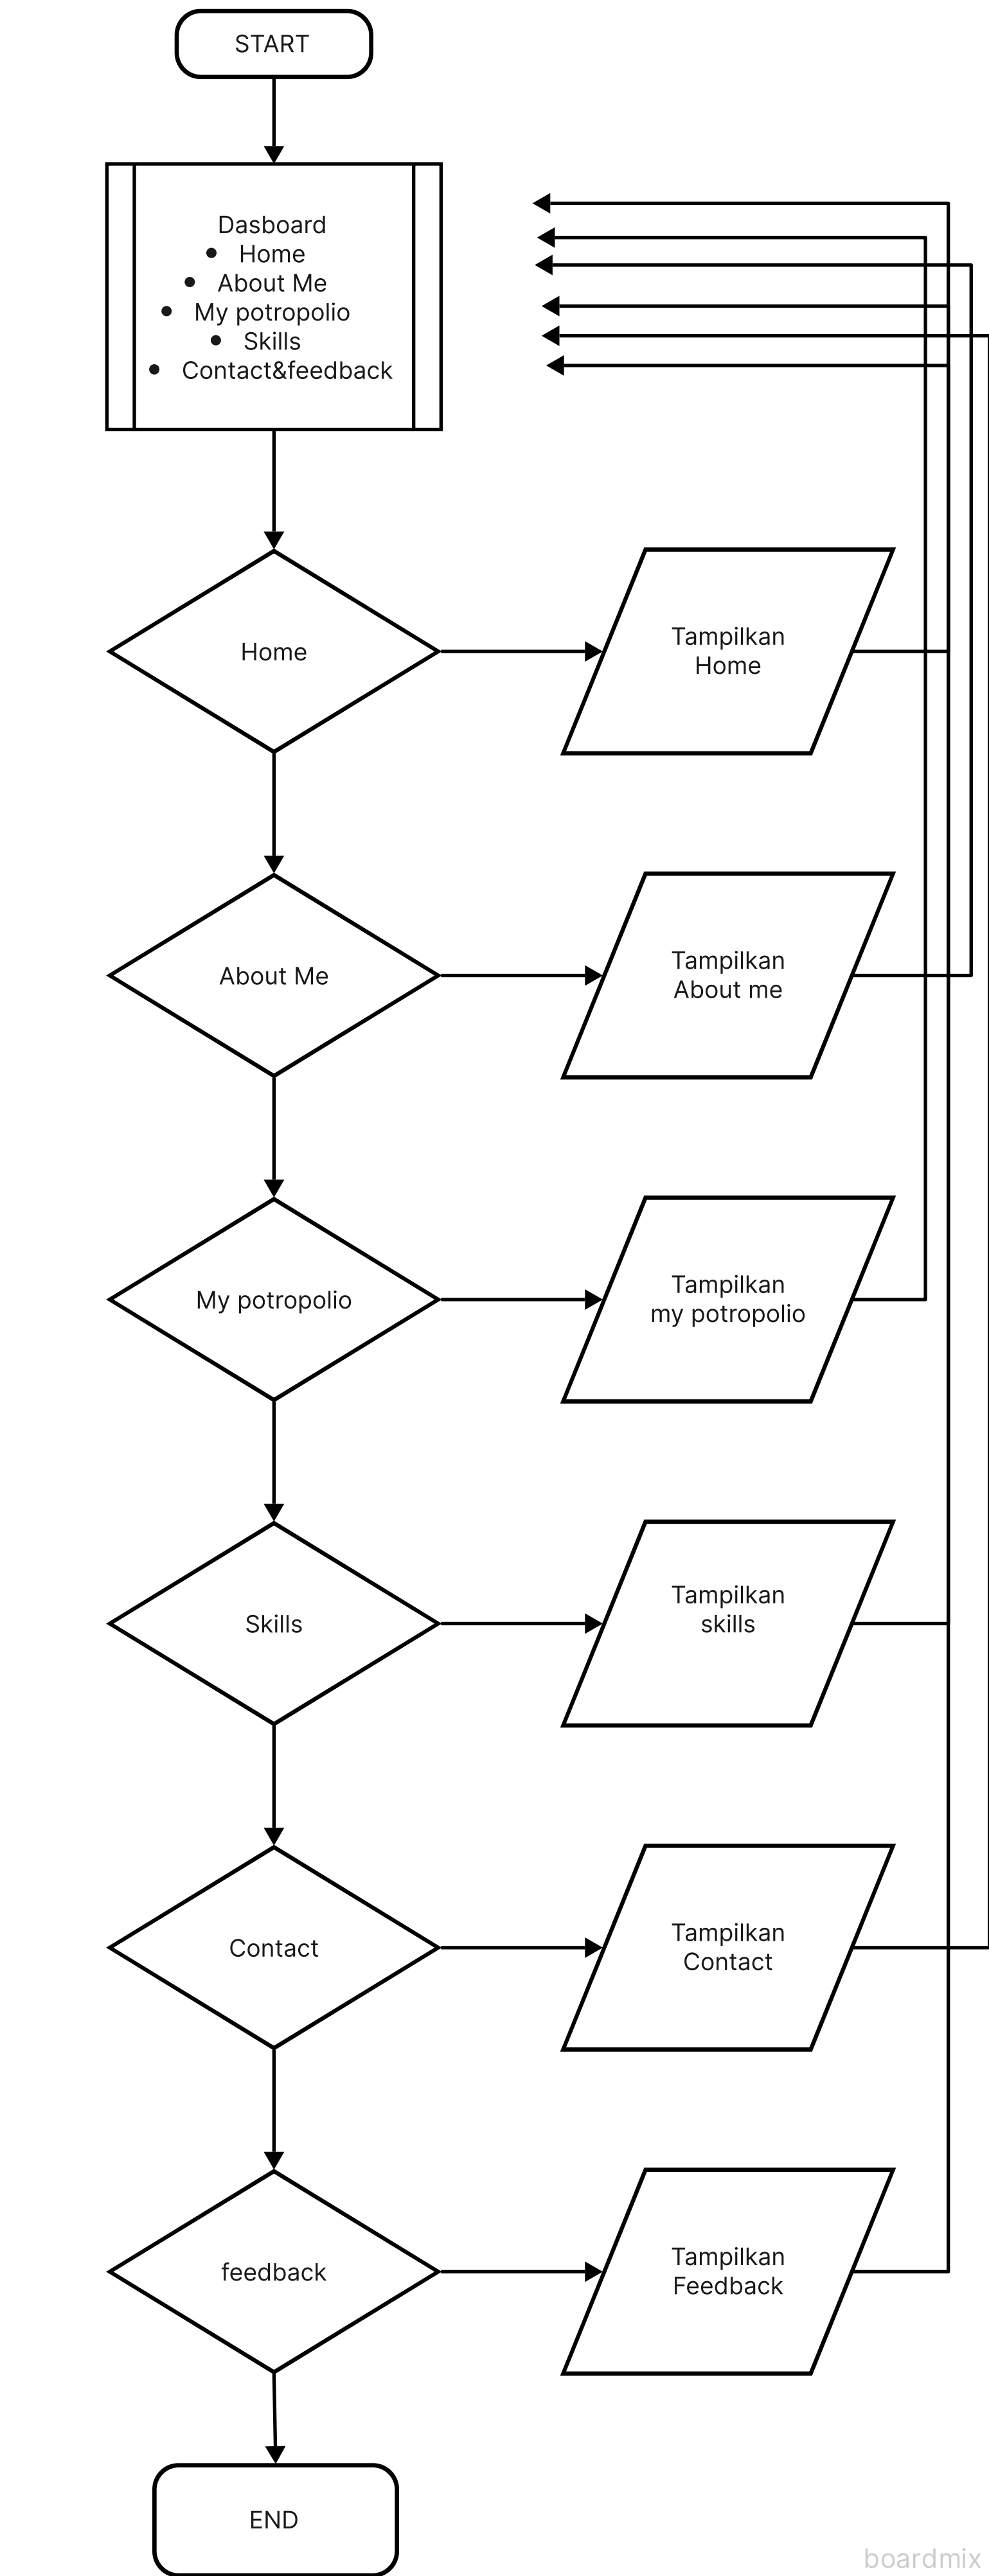 START
Dasboard
• Home
• About Me
• My potropolio
• Skills
• Contact&feedback
Home
Tampilkan
Home
About Me
Tampilkan
About me
My potropolio
Tampilkan
my potropolio
Skills
Tampilkan
skills
Contact
Tampilkan
Contact
feedback
Tampilkan
Feedback
END
boardmix